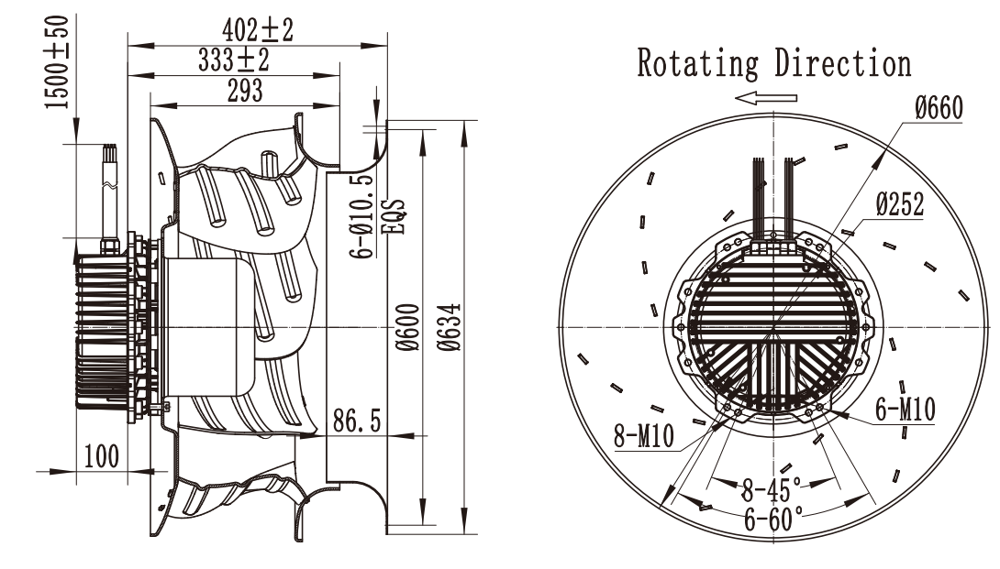 402±2
333±2
293
1500±50
6-Ø10.5
EQS
Ø600
Ø634
86.5
100
Rotating Direction
Ø660
Ø252
6-M10
8-M10
8-45°
6-60°